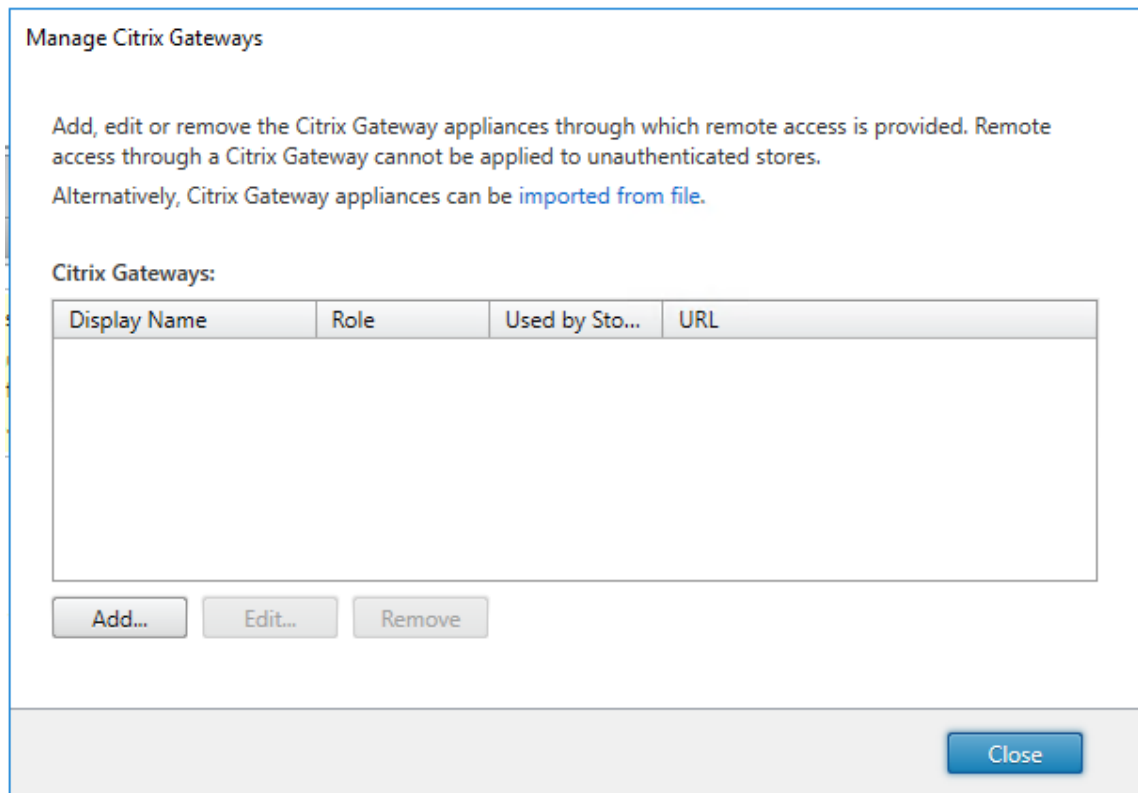 Manage Citrix Gateways
Add, edit or remove the Citrix Gateway appliances through which remote access is provided. Remote
access through a Citrix Gateway cannot be applied to unauthenticated stores.
Alternatively, Citrix Gateway appliances can be imported from file.
Citrix Gateways:
Display Name Role Used by Sto... URL
Add... Edit... Remove
Close